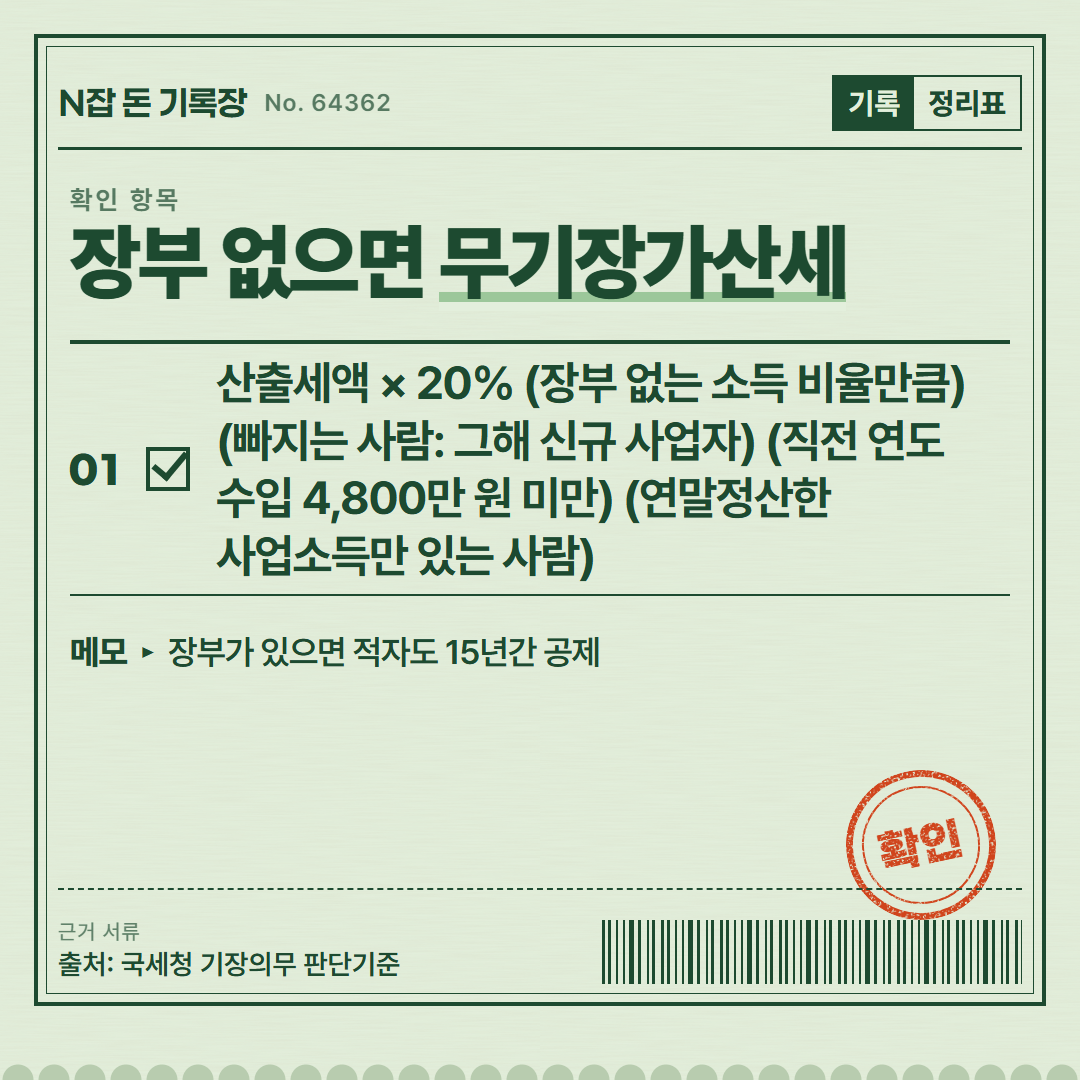 N잡 돈 기록장 No. 64362
기록 정리표
확인 항목
장부 없으면 무기장가산세
01 산출세액 × 20% (장부 없는 소득 비율만큼)
(빠지는 사람: 그해 신규 사업자) (직전 연도
수입 4,800만 원 미만) (연말정산한
사업소득만 있는 사람)
메모 ▸ 장부가 있으면 적자도 15년간 공제
확인
근거 서류
출처: 국세청 기장의무 판단기준